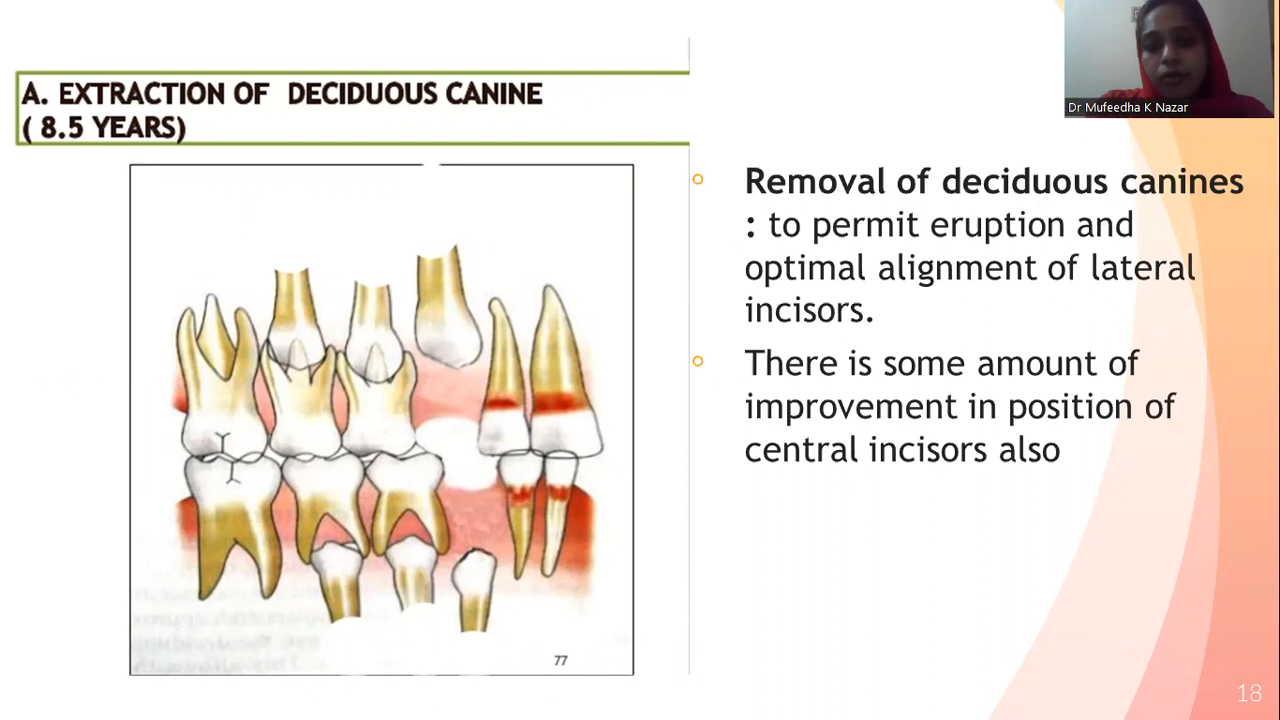 A. EXTRACTION OF DECIDUOUS CANINE
( 8.5 YEARS)
77
Removal of deciduous canines
: to permit eruption and
optimal alignment of lateral
incisors.
There is some amount of
improvement in position of
central incisors also
Dr Mufeedha K Nazar
18